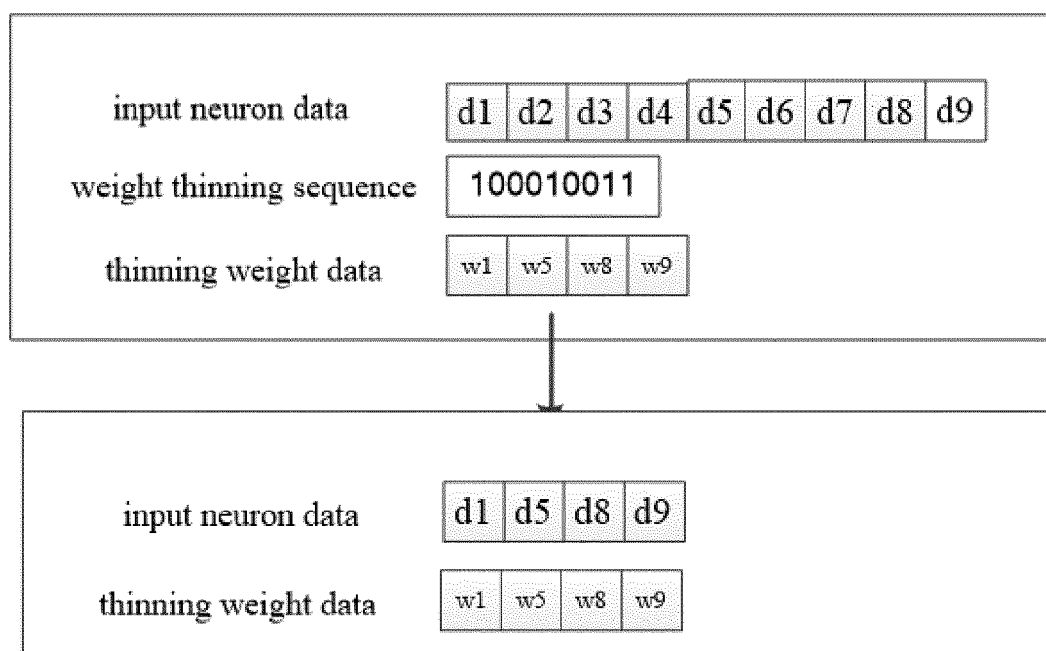 input neuron data d1 d2 d3 d4 d5 d6 d7 d8 d9
weight thinning sequence 100010011
thinning weight data w1 w5 w8 w9
input neuron data d1 d5 d8 d9
thinning weight data w1 w5 w8 w9